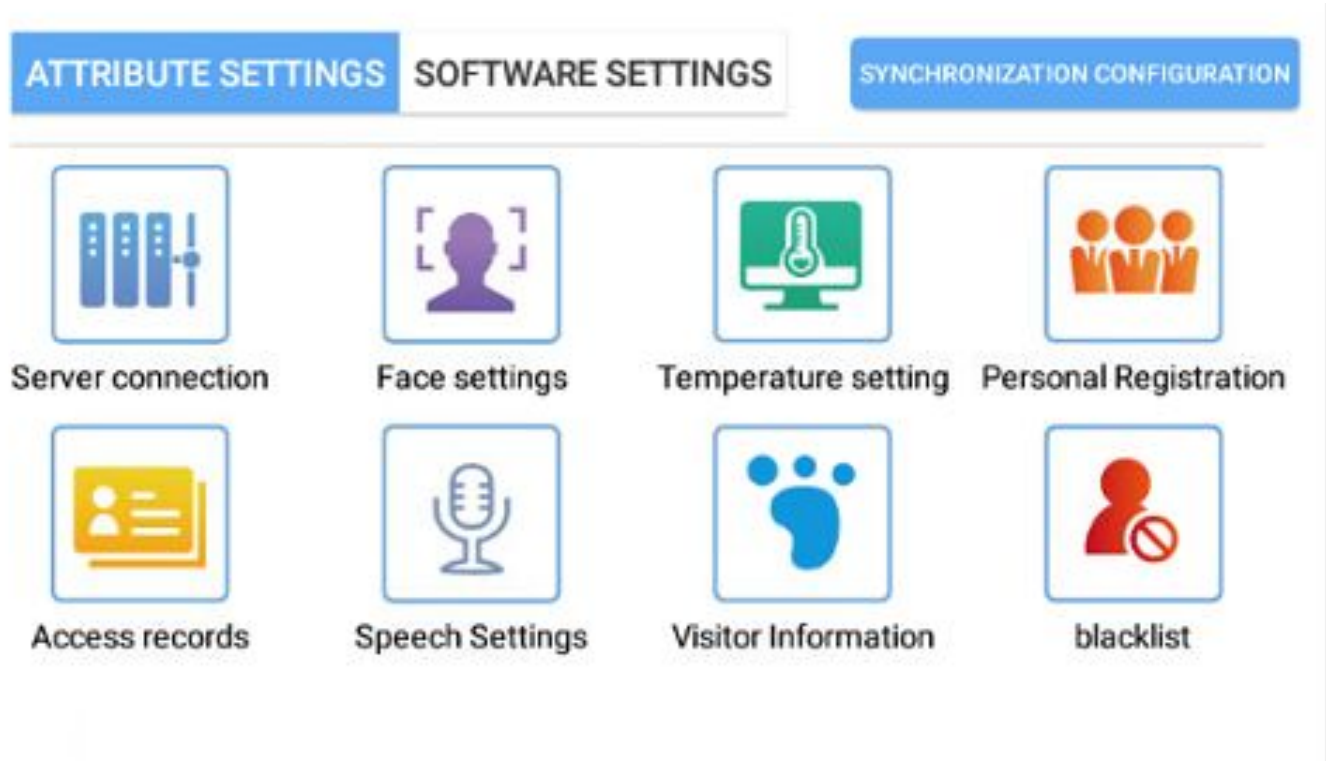 ATTRIBUTE SETTINGS SOFTWARE SETTINGS SYNCHRONIZATION CONFIGURATION
Server connection Face settings Temperature setting Personal Registration
Access records Speech Settings Visitor Information blacklist